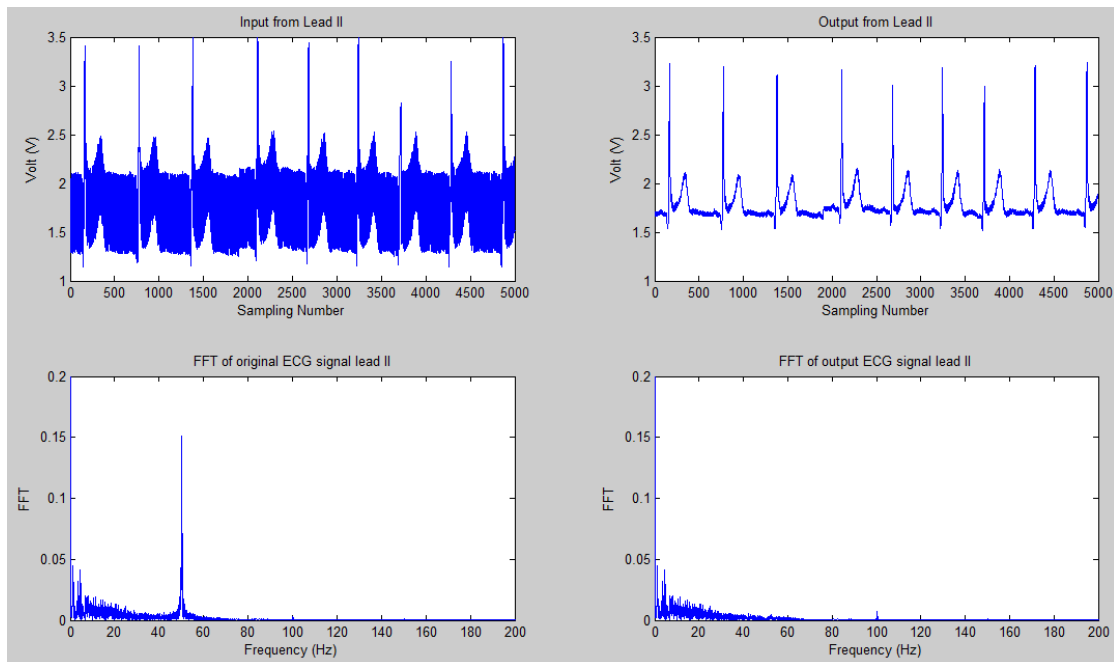 Input from Lead II
3.5
3
2.5
2
1.5
1
Volt (V)
0 500 1000 1500 2000 2500 3000 3500 4000 4500 5000
Sampling Number
Output from Lead II
3.5
3
2.5
2
1.5
1
Volt (V)
0 500 1000 1500 2000 2500 3000 3500 4000 4500 5000
Sampling Number
FFT of original ECG signal lead II
0.2
0.15
0.1
0.05
0
FFT
0 20 40 60 80 100 120 140 160 180 200
Frequency (Hz)
FFT of output ECG signal lead II
0.2
0.15
0.1
0.05
0
FFT
0 20 40 60 80 100 120 140 160 180 200
Frequency (Hz)